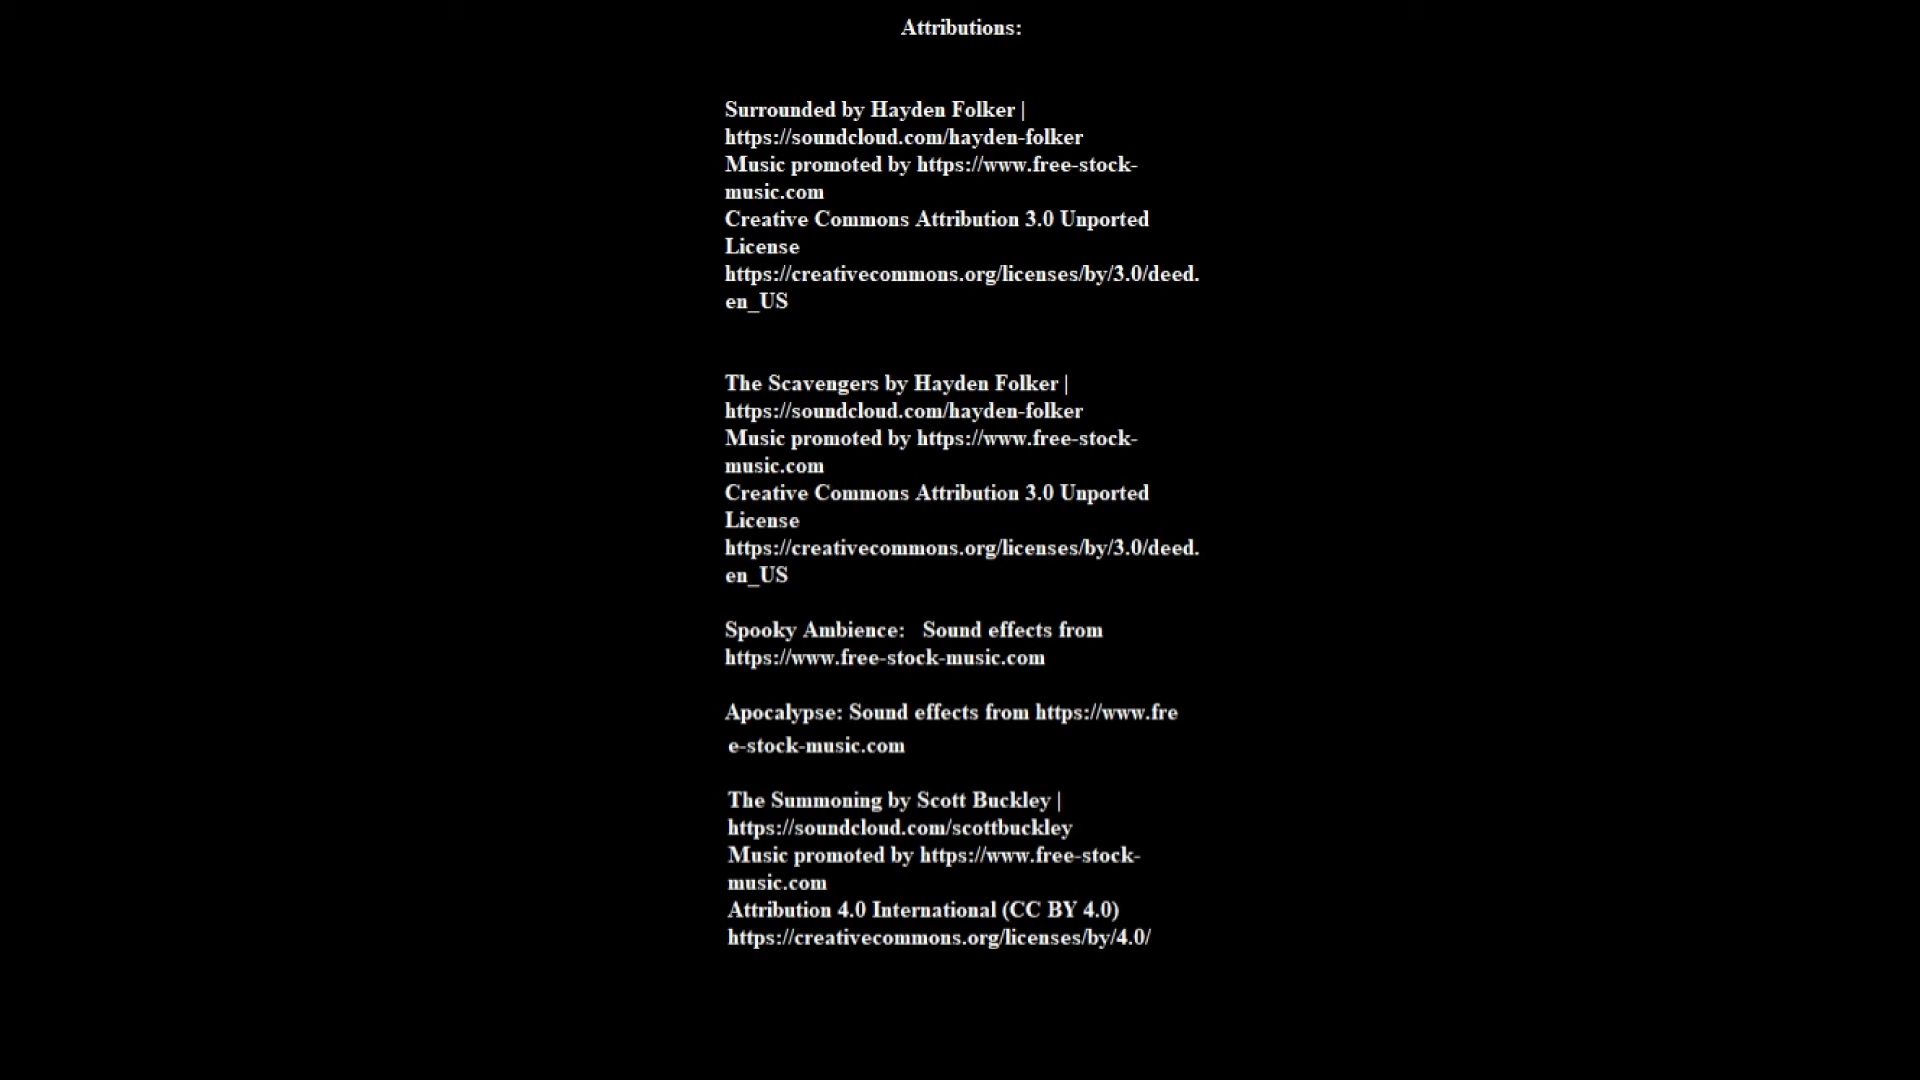 Attributions:
Surrounded by Hayden Folker |
https://soundcloud.com/hayden-folker
Music promoted by https://www.free-stock-
music.com
Creative Commons Attribution 3.0 Unported
License
https://creativecommons.org/licenses/by/3.0/deed.
en_US
The Scavengers by Hayden Folker |
https://soundcloud.com/hayden-folker
Music promoted by https://www.free-stock-
music.com
Creative Commons Attribution 3.0 Unported
License
https://creativecommons.org/licenses/by/3.0/deed.
en_US
Spooky Ambience:   Sound effects from
https://www.free-stock-music.com
Apocalypse: Sound effects from https://www.fre
e-stock-music.com
The Summoning by Scott Buckley |
https://soundcloud.com/scottbuckley
Music promoted by https://www.free-stock-
music.com
Attribution 4.0 International (CC BY 4.0)
https://creativecommons.org/licenses/by/4.0/